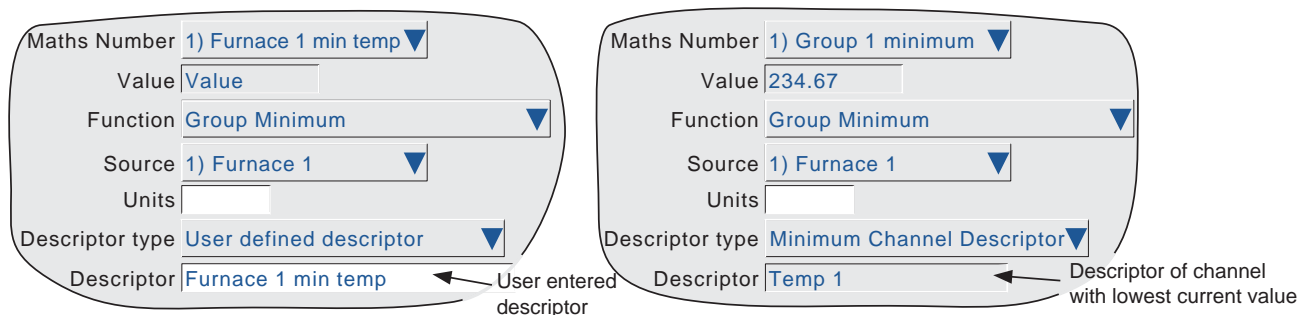 Maths Number 1) Furnace 1 min temp
Value Value
Function Group Minimum
Source 1) Furnace 1
Units
Descriptor type User defined descriptor
Descriptor Furnace 1 min temp
User entered
descriptor
Maths Number 1) Group 1 minimum
Value 234.67
Function Group Minimum
Source 1) Furnace 1
Units
Descriptor type Minimum Channel Descriptor
Descriptor Temp 1
Descriptor of channel
with lowest current value